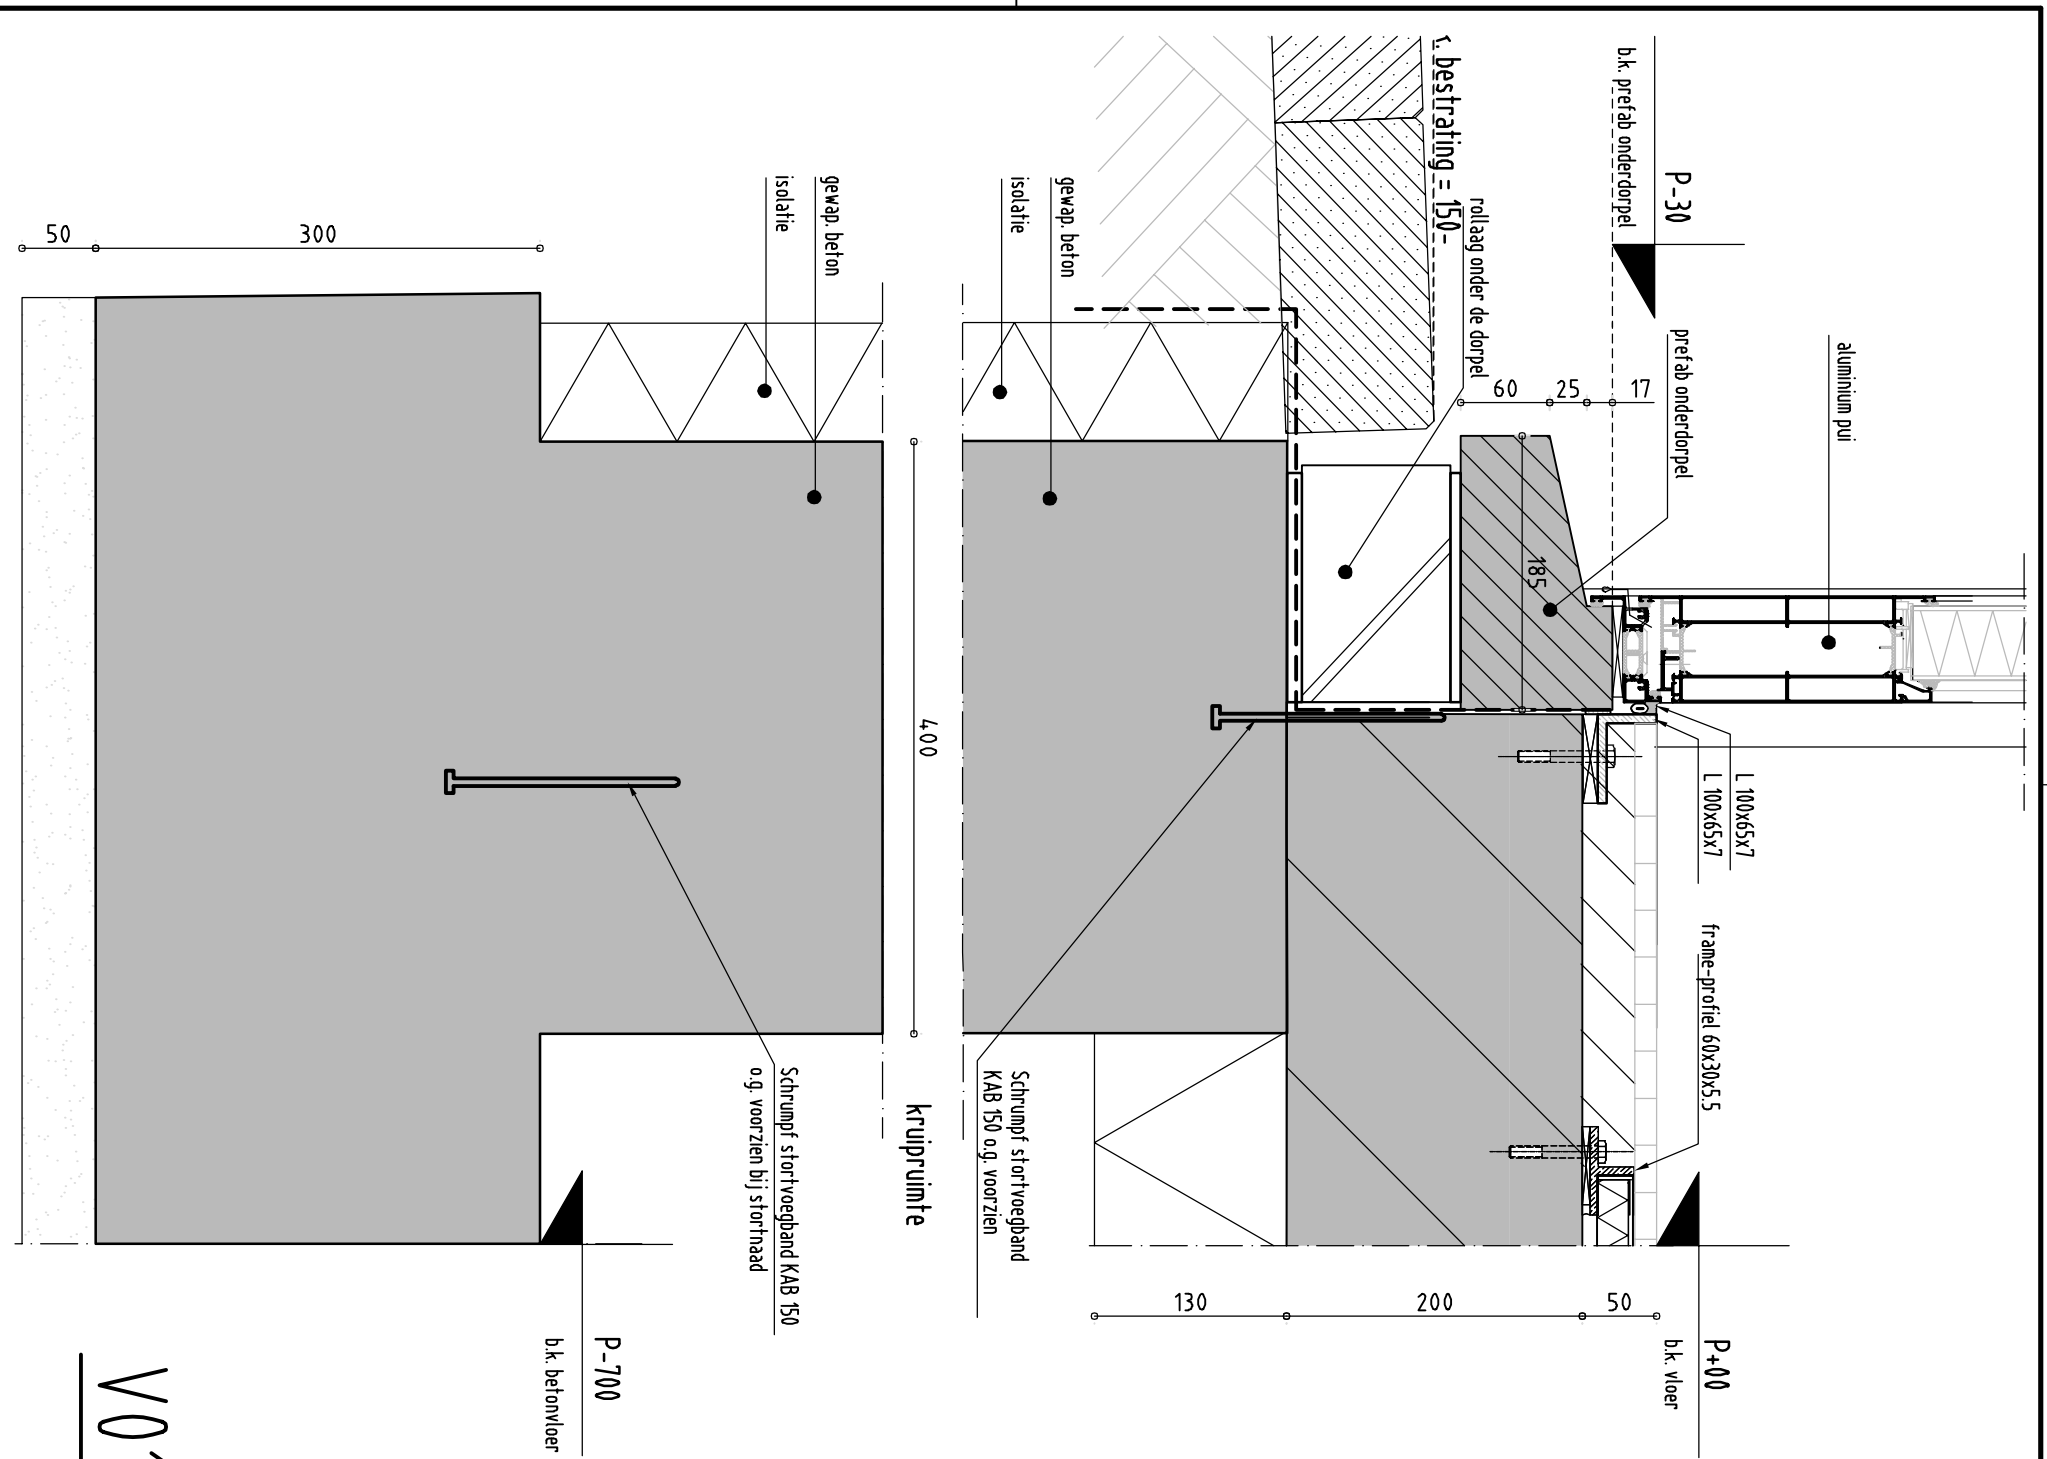 P-30
b.k. prefab onderdorpel
aluminium pui
prefab onderdorpel
rollaag onder de dorpel
r. bestrating = 150-
gewap. beton
isolatie
gewap. beton
isolatie
17
25
60
185
50
300
400
L 100x65x7
L 100x65x7
frame-profiel 60x30x5.5
Schrumpf stortvoegband
KAB 150 o.g. voorzien
kruipruimte
Schrumpf stortvoegband KAB 150
o.g. voorzien bij stortnaad
50
200
130
P+00
b.k. vloer
P-700
b.k. betonvloer